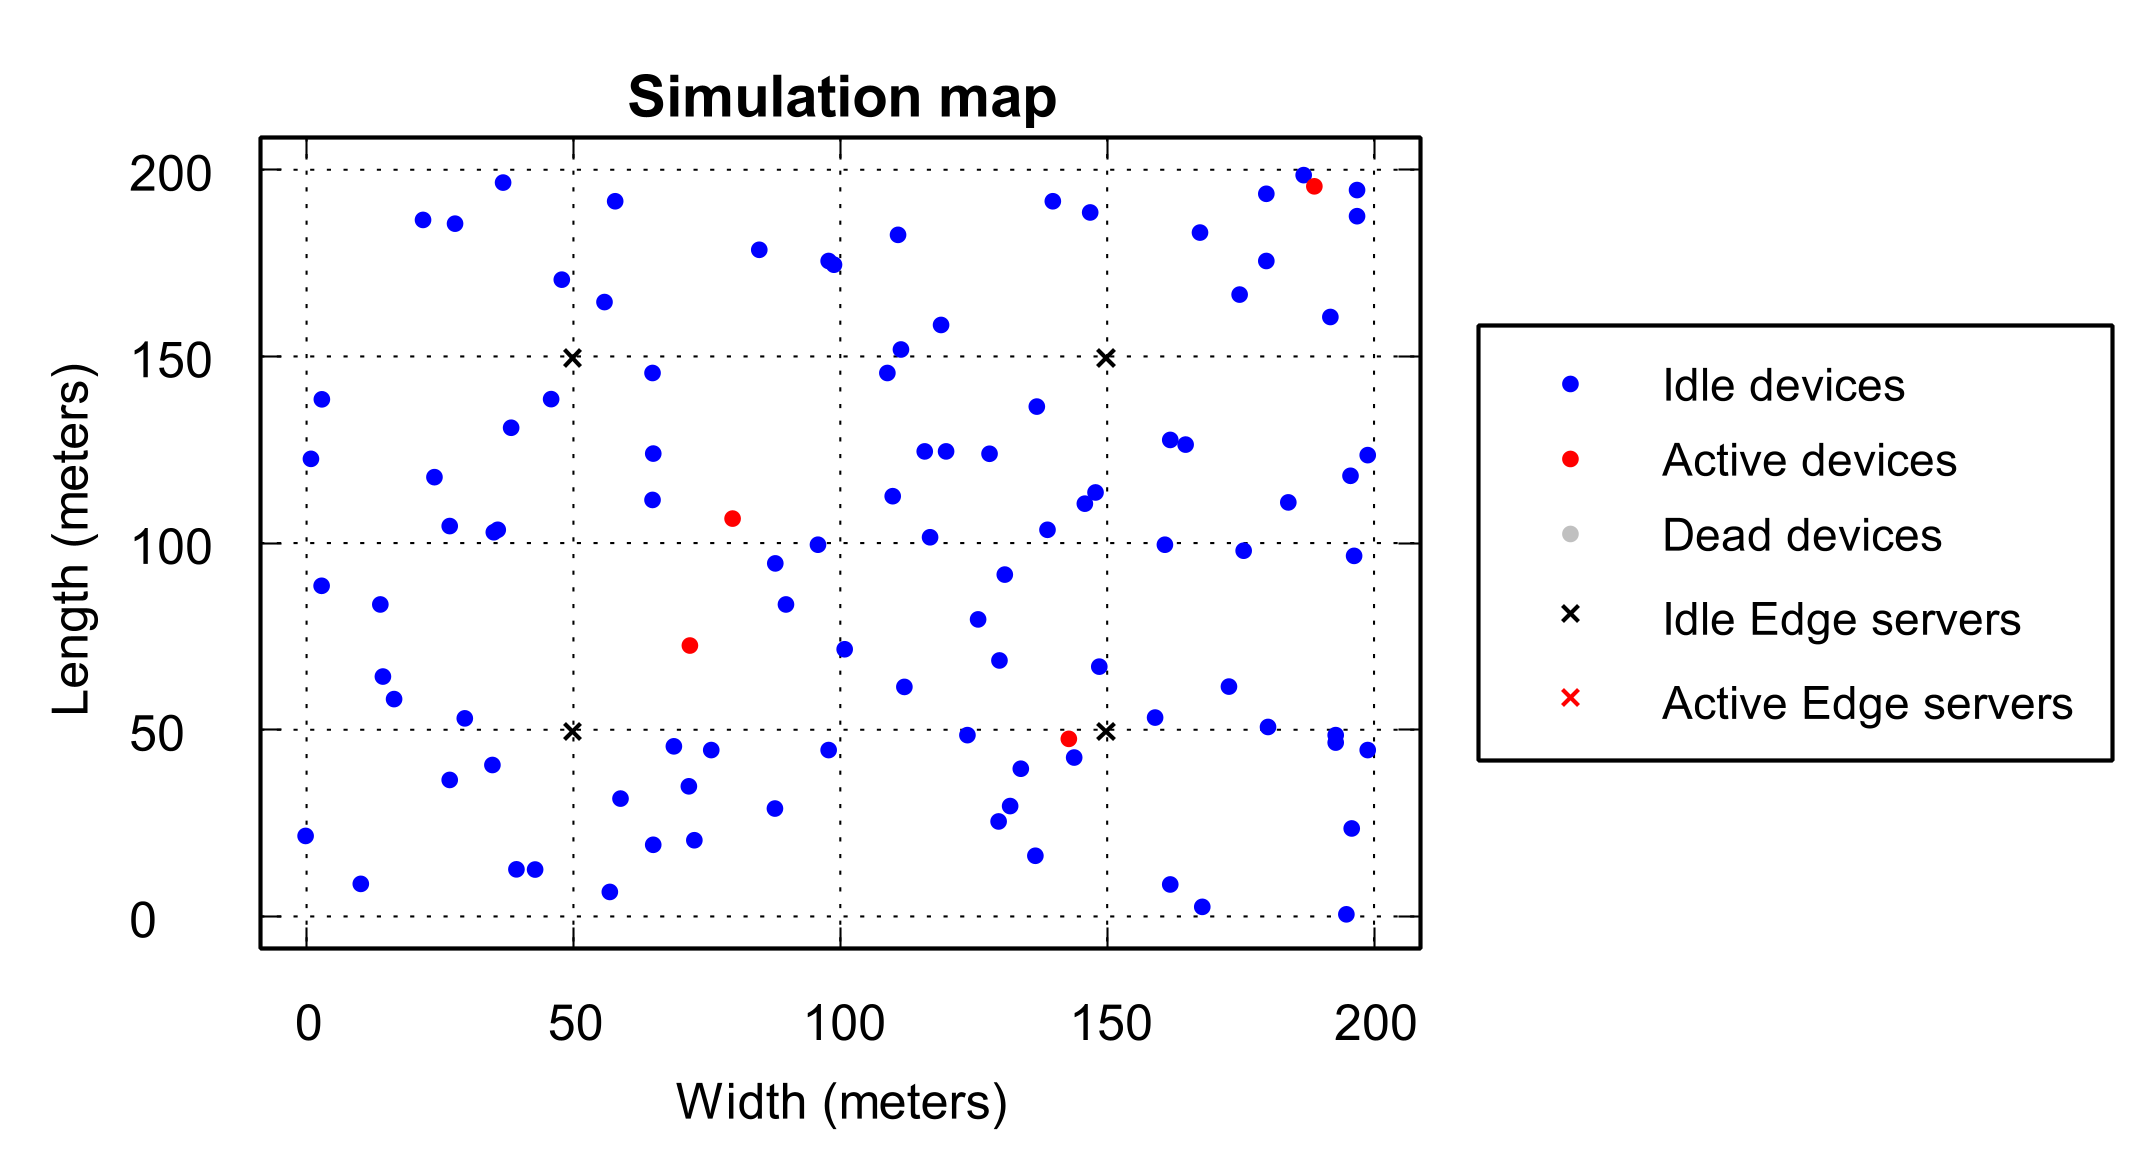 Simulation map
200
150
100
50
0
Length (meters)
0 50 100 150 200
Width (meters)
Idle devices
Active devices
Dead devices
Idle Edge servers
Active Edge servers